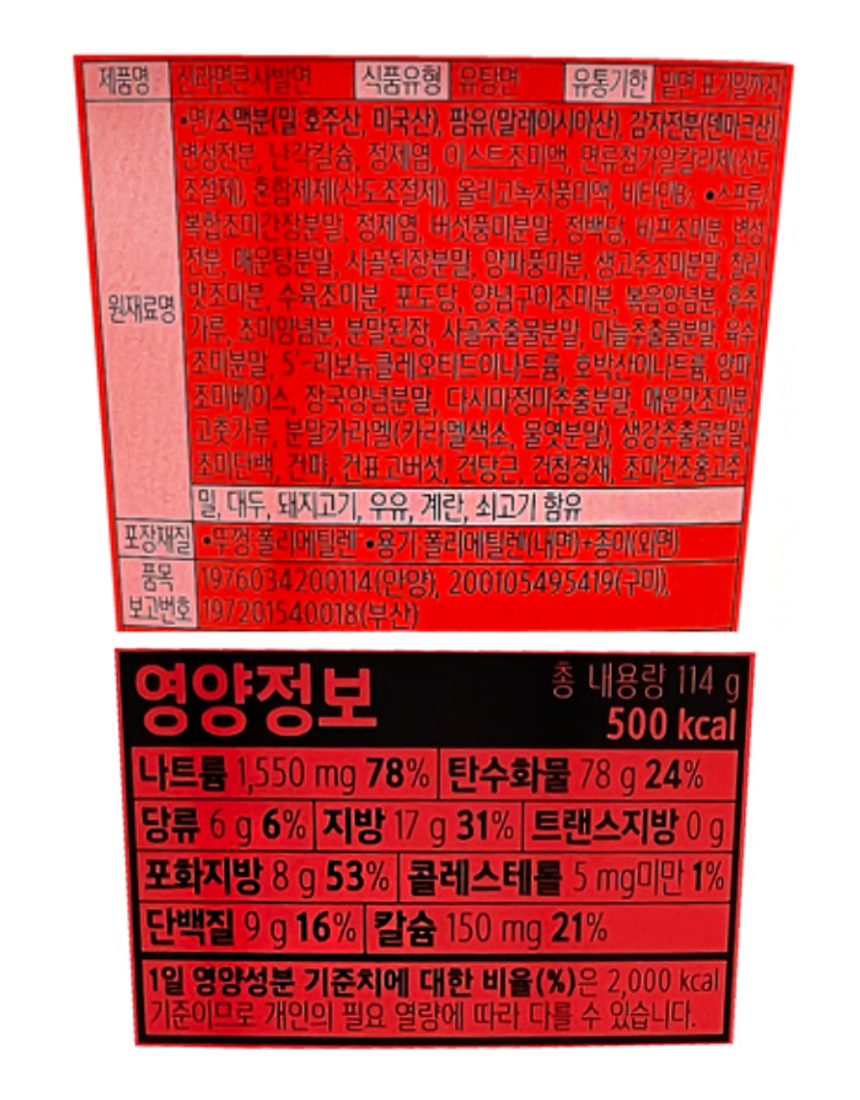 제품명 신라면큰사발면 식품유형 유탕면 유통기한 밑면 표기일까지
원재료명
•면/소맥분(밀:호주산, 미국산), 팜유(말레이시아산), 감자전분(덴마크산),
변성전분, 난각칼슘, 정제염, 이스트조미액, 면류첨가알칼리제(산도
조절제), 혼합제제(산도조절제), 올리고녹차풍미액, 비타민B₂ •스프류/
복합조미간장분말, 정제염, 버섯풍미분말, 정백당, 비프조미분, 변성
전분, 매운탕분말, 사골된장분말, 양파풍미분, 생고추조미분말, 칠리
맛조미분, 수육조미분, 포도당, 양념구이조미분, 볶음양념분, 후추
가루, 조미양념분, 분말된장, 사골추출물분말, 마늘추출물분말, 육수
조미분말, 5'-리보뉴클레오티드이나트륨, 호박산이나트륨, 양파
조미베이스, 장국양념분말, 다시마정미추출분말, 매운맛조미분,
고춧가루, 분말카라멜(카라멜색소, 물엿분말), 생강추출물분말,
조미단백, 건파, 건표고버섯, 건당근, 건청경채, 조미건조홍고추
밀, 대두, 돼지고기, 우유, 계란, 쇠고기 함유
포장재질 •뚜껑:폴리에틸렌 •용기:폴리에틸렌(내면)+종이(외면)
품목
보고번호
1976034200114(안양), 200105495419(구미),
197201540018(부산)
영양정보
총 내용량 114 g
500 kcal
나트륨 1,550 mg 78% 탄수화물 78 g 24%
당류 6 g 6% 지방 17 g 31% 트랜스지방 0 g
포화지방 8 g 53% 콜레스테롤 5 mg미만 1%
단백질 9 g 16% 칼슘 150 mg 21%
1일 영양성분 기준치에 대한 비율(%)은 2,000 kcal
기준이므로 개인의 필요 열량에 따라 다를 수 있습니다.